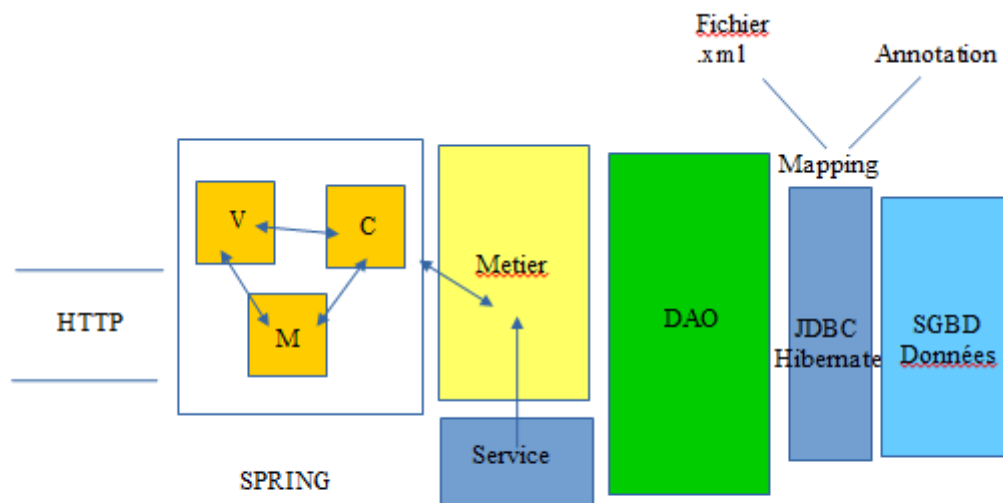 Fichier
.xml
Annotation
Mapping
V
C
M
HTTP
SPRING
Metier
Service
DAO
JDBC
Hibernate
SGBD
Données